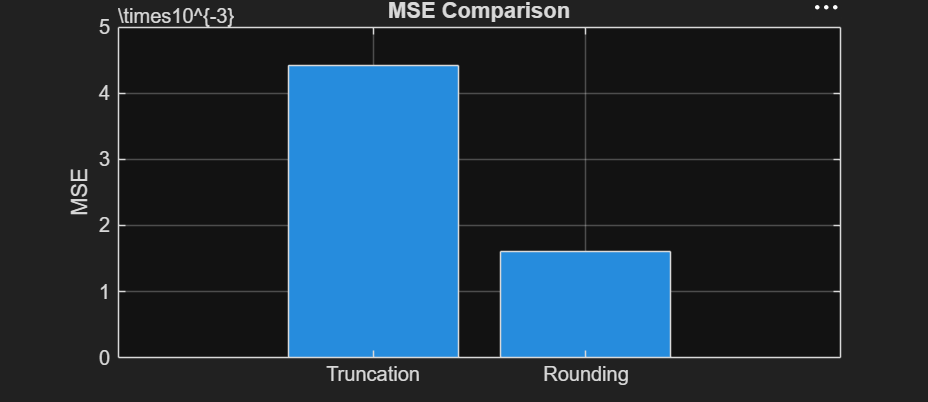 \times10^{-3}
MSE Comparison
5
4
3
2
1
0
MSE
Truncation
Rounding